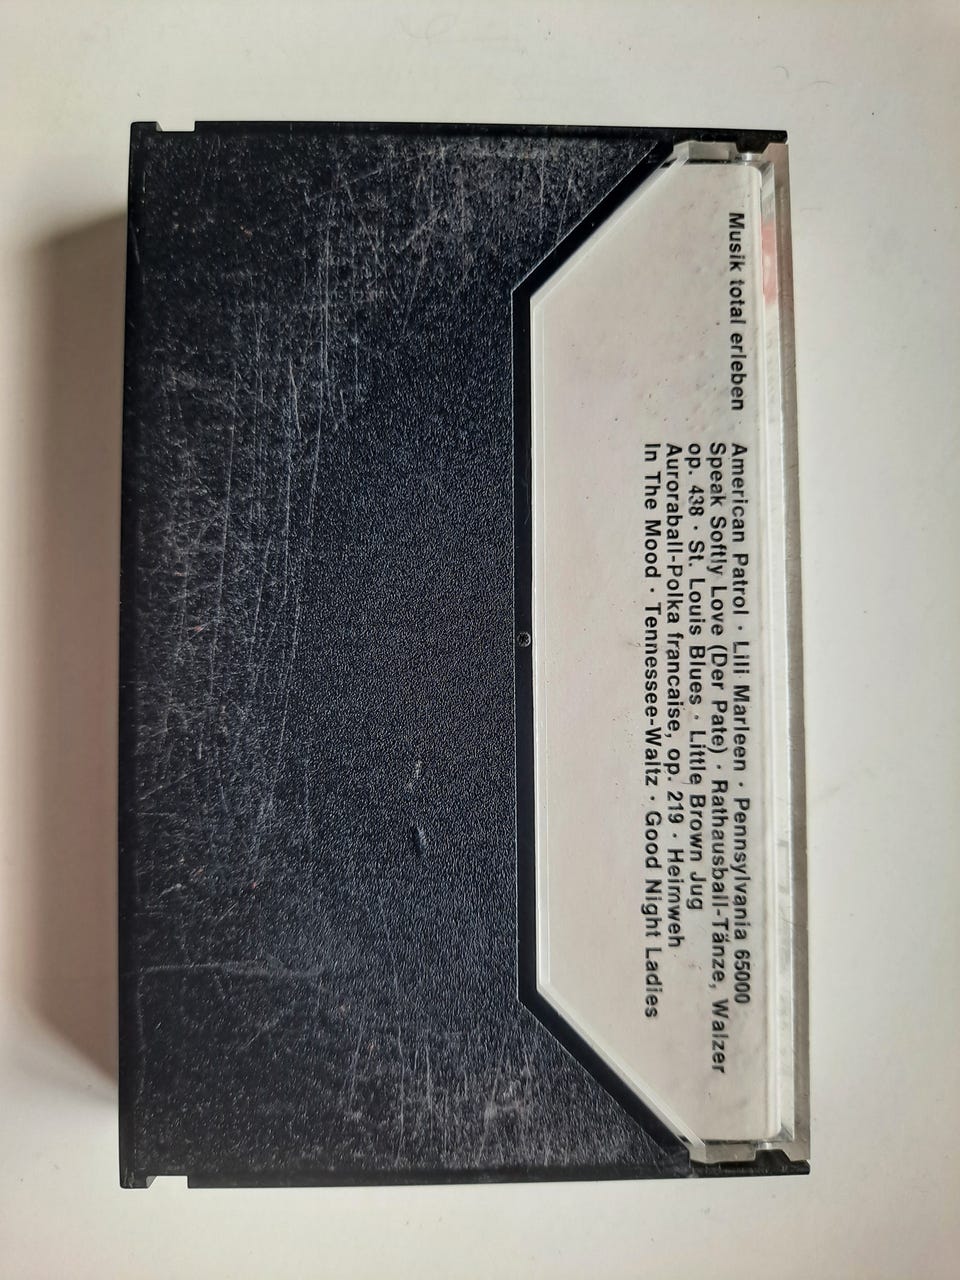 Musik total erleben
American Patrol · Lili Marleen · Pennsylvania 65000
Speak Softly Love (Der Pate) · Rathausball-Tänze, Walzer
op. 438 · St. Louis Blues · Little Brown Jug
Auroraball-Polka francaise, op. 219 · Heimweh
In The Mood · Tennessee-Waltz · Good Night Ladies